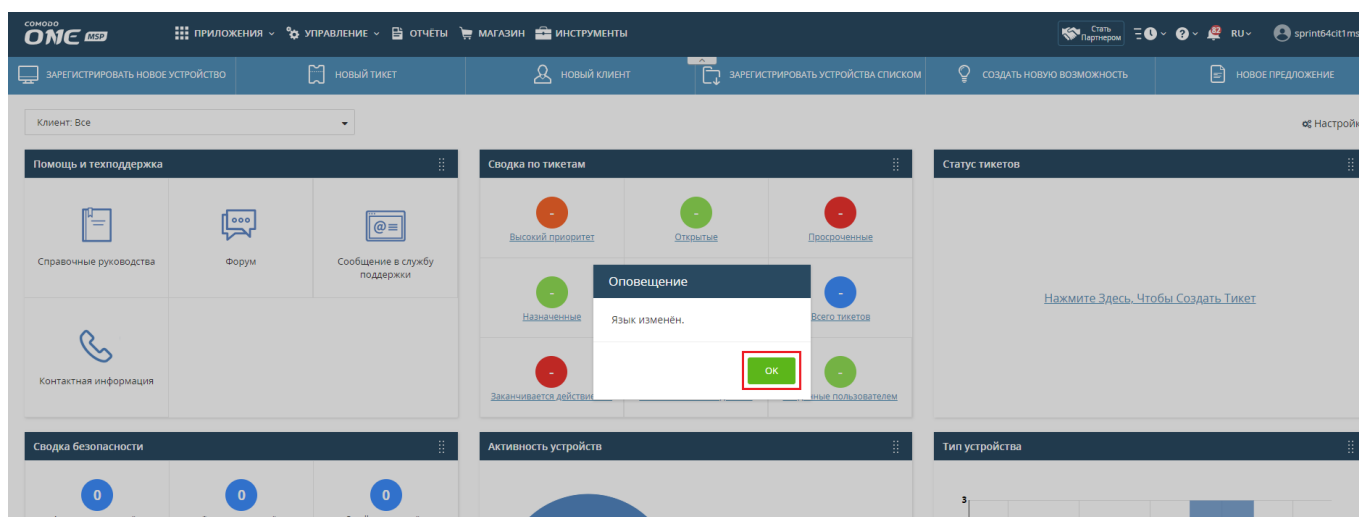 COMODO
ONE MSP
ПРИЛОЖЕНИЯ
УПРАВЛЕНИЕ
ОТЧЁТЫ
МАГАЗИН
ИНСТРУМЕНТЫ
Стать
Партнером
82
RU
sprint64cit1ms
ЗАРЕГИСТРИРОВАТЬ НОВОЕ УСТРОЙСТВО
НОВЫЙ ТИКЕТ
НОВЫЙ КЛИЕНТ
ЗАРЕГИСТРИРОВАТЬ УСТРОЙСТВА СПИСКОМ
СОЗДАТЬ НОВУЮ ВОЗМОЖНОСТЬ
НОВОЕ ПРЕДЛОЖЕНИЕ
Клиент: Все
Настройк
Помощь и техподдержка
Справочные руководства
Форум
Сообщение в службу
поддержки
Контактная информация
Сводка по тикетам
-
Высокий приоритет
-
Открытые
-
Просроченные
-
Назначенные
-
Всего тикетов
-
Заканчивается действие
-
ные пользователем
Статус тикетов
Нажмите Здесь, Чтобы Создать Тикет
Оповещение
Язык изменён.
OK
Сводка безопасности
0
0
0
Активность устройств
Тип устройства
3